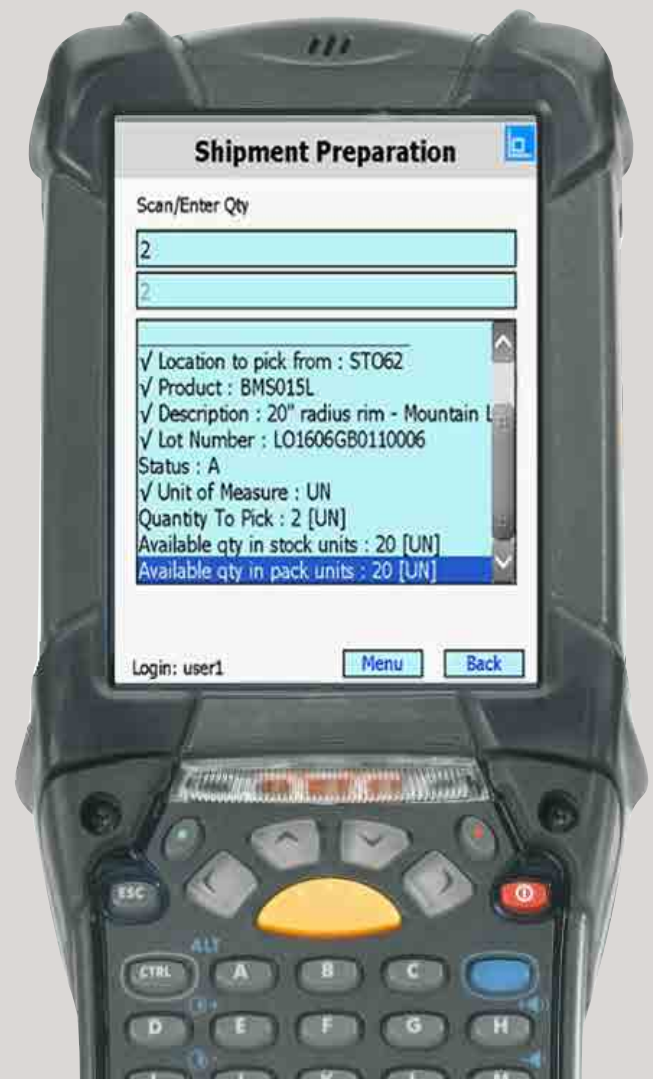 Shipment Preparation
Scan/Enter Qty
2
2
√ Location to pick from : STO62
√ Product : BMS015L
√ Description : 20" radius rim - Mountain L
√ Lot Number : LO1606GB0110006
Status : A
√ Unit of Measure : UN
Quantity To Pick : 2 [UN]
Available qty in stock units : 20 [UN]
Available qty in pack units : 20 [UN]
Login: user1 Menu Back
ESC
ALT
CTRL A B C
D E F G H